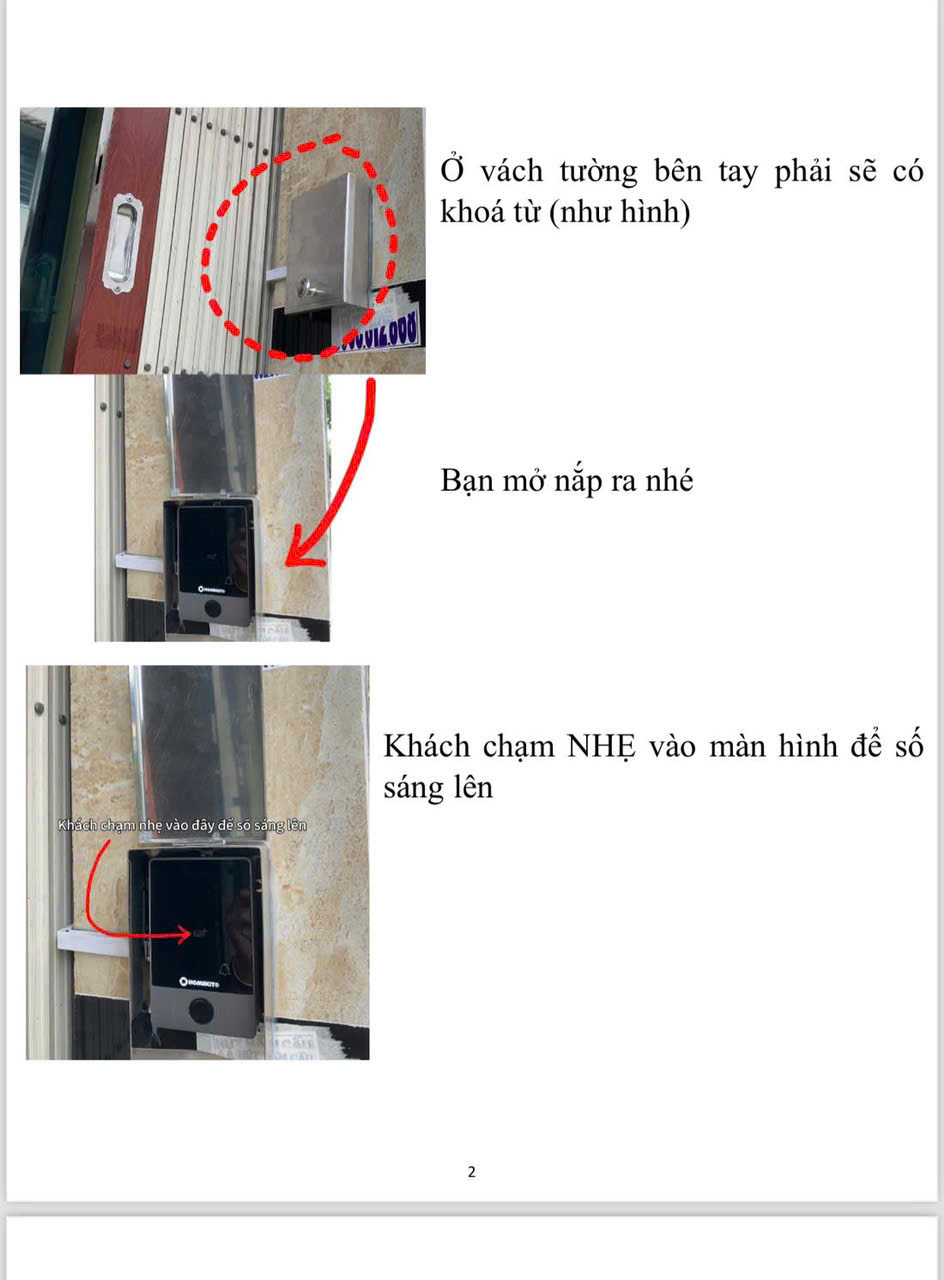 Ở vách tường bên tay phải sẽ có
khoá từ (như hình)
Bạn mở nắp ra nhé
Khách chạm NHẸ vào màn hình để số
sáng lên
Khách chạm nhẹ vào đây để số sáng lên
HOMEKIT
2